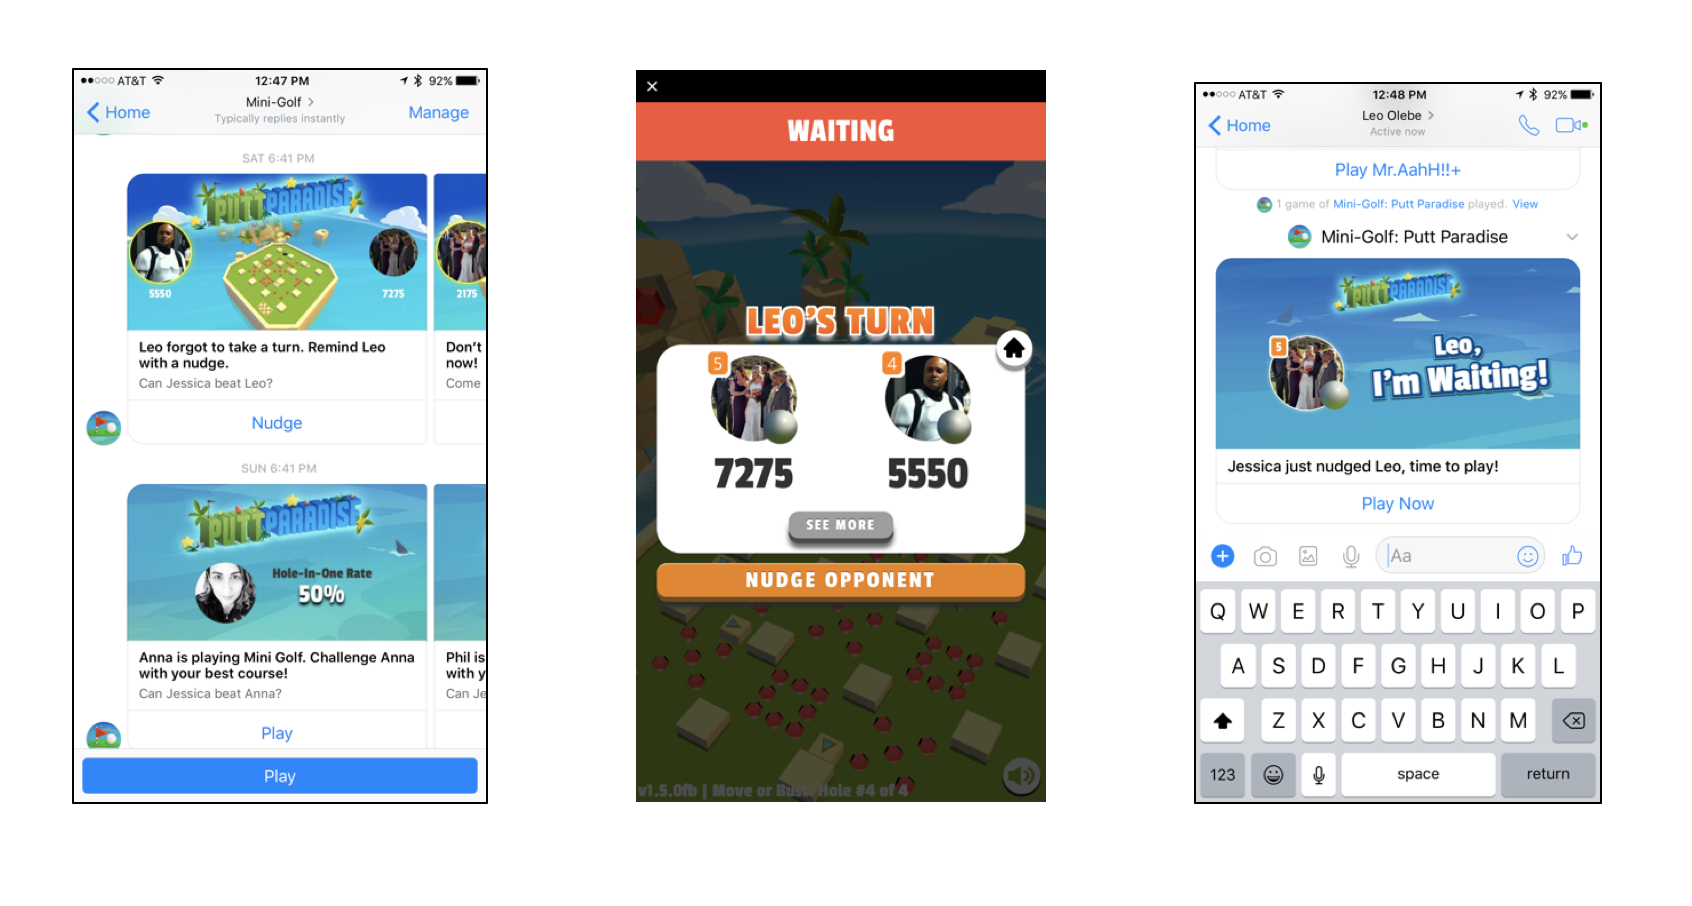 AT&T 12:47 PM 92%
Home Mini-Golf Manage
Typically replies instantly
SAT 6:41 PM
PUTT PARADISE
5550 7275 2175
Leo forgot to take a turn. Remind Leo
with a nudge.
Can Jessica beat Leo?
Nudge
Don't
now!
Come
SUN 6:41 PM
PUTT PARADISE
Hole-In-One Rate
50%
Anna is playing Mini Golf. Challenge Anna
with your best course!
Can Jessica beat Anna?
Play
Phil is
with y
Can Je
Play
WAITING
LEO'S TURN
5 4
7275 5550
SEE MORE
NUDGE OPPONENT
v1.5.0fb | Move or Bust, Hole #4 of 4
AT&T 12:48 PM 92%
Home Leo Olebe
Active now
Play Mr.AahH!!+
1 game of Mini-Golf: Putt Paradise played. View
Mini-Golf: Putt Paradise
PUTT PARADISE
5
Leo,
I'm Waiting!
Jessica just nudged Leo, time to play!
Play Now
Aa
Q W E R T Y U I O P
A S D F G H J K L
Z X C V B N M
123 space return